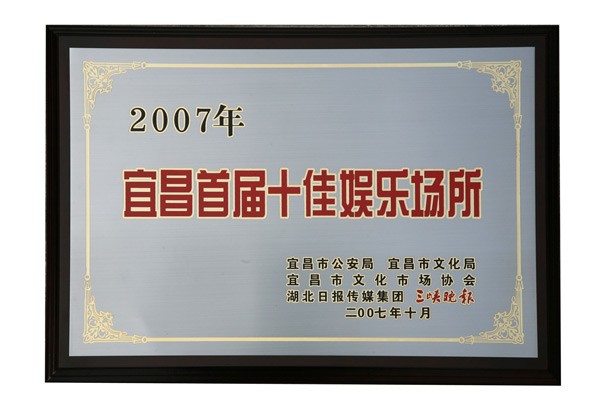 2007年
宜昌首届十佳娱乐场所
宜昌市公安局 宜昌市文化局
宜昌市文化市场协会
湖北日报传媒集团 三峡晚报
二00七年十月